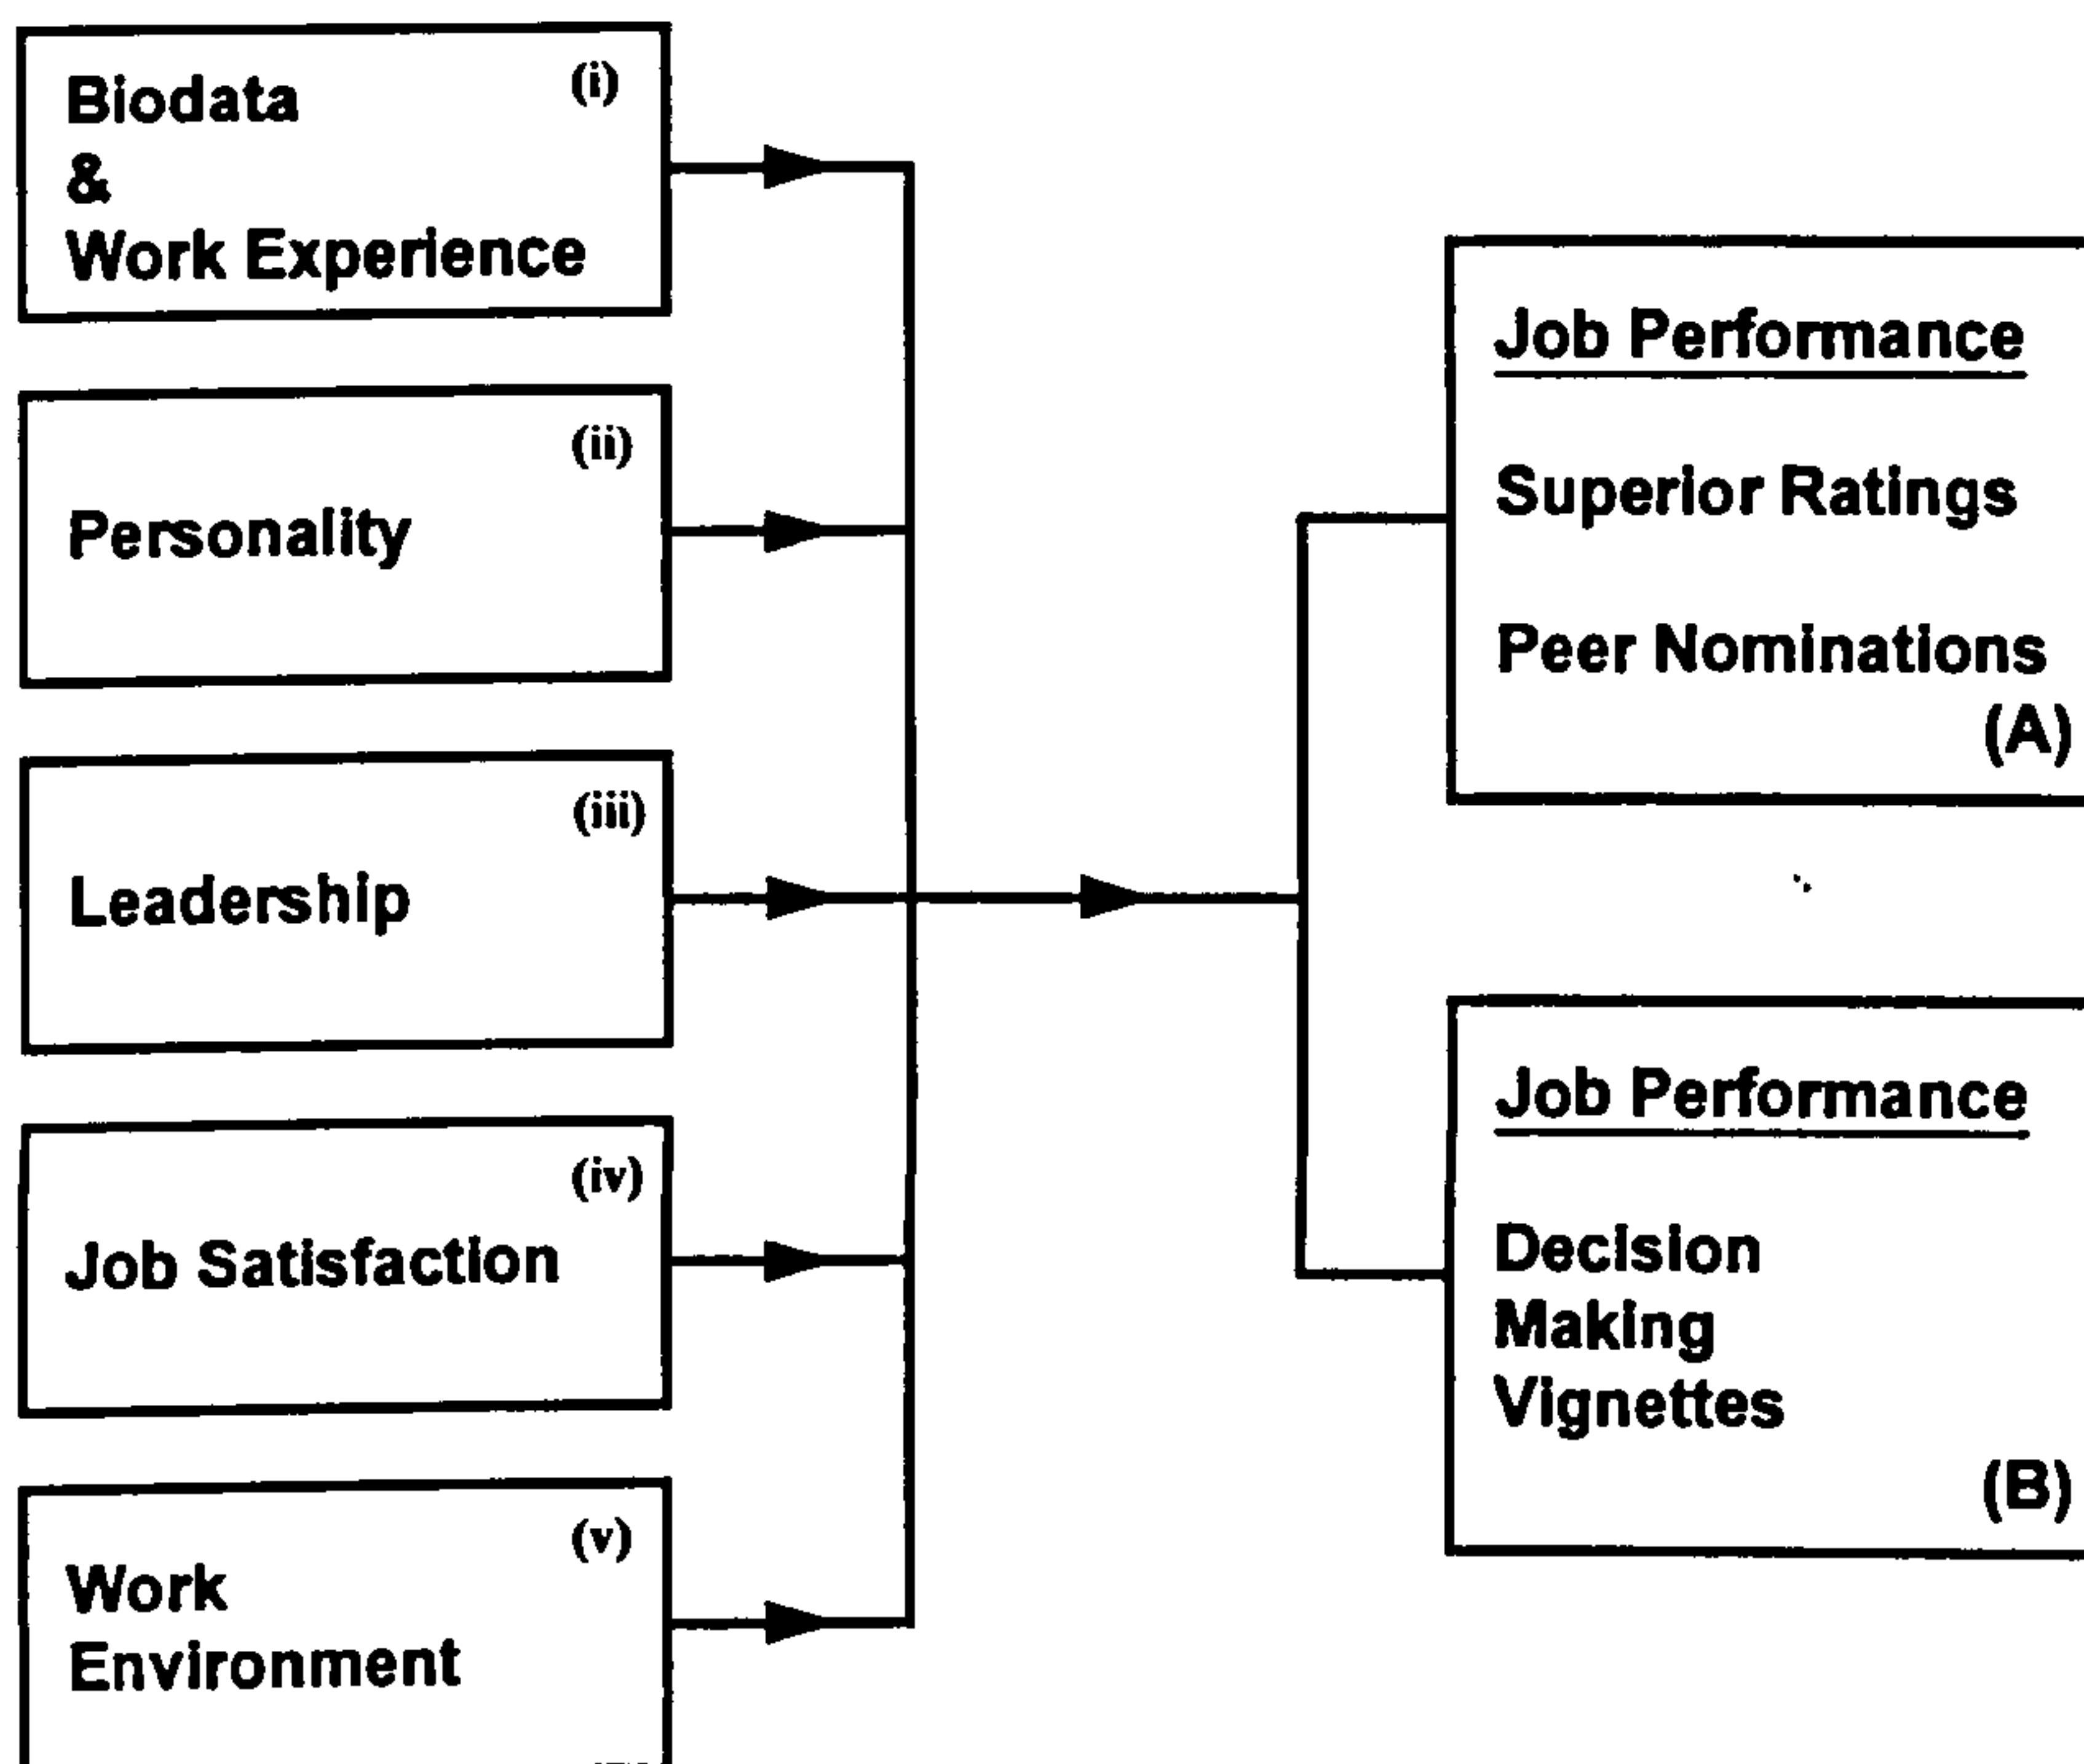 (i)
Biodata
&
Work Experience
(ii)
Personality
(iii)
Leadership
(iv)
Job Satisfaction
(v)
Work
Environment
Job Performance
Superior Ratings
Peer Nominations
(A)
Job Performance
Decision
Making
Vignettes
(B)